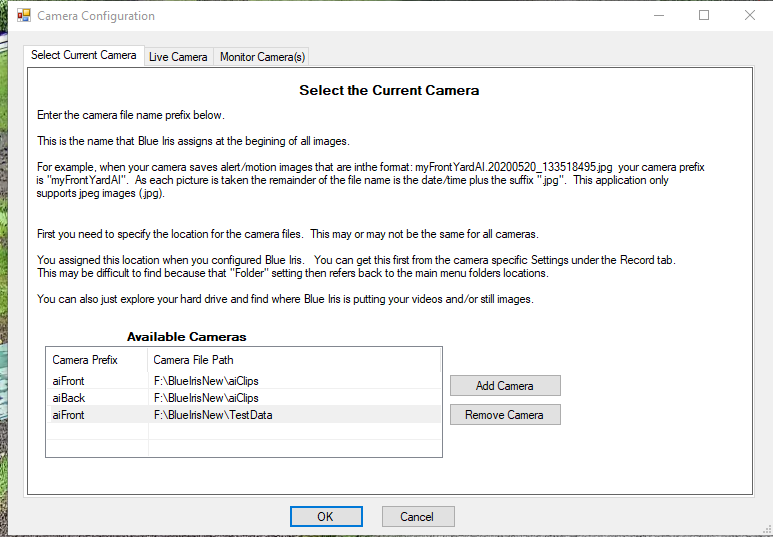 Camera Configuration
Select Current Camera Live Camera Monitor Camera(s)
Select the Current Camera
Enter the camera file name prefix below.
This is the name that Blue Iris assigns at the begining of all images.
For example, when your camera saves alert/motion images that are inthe format: myFrontYardAI.20200520_133518495.jpg your camera prefix
is "myFrontYardAI". As each picture is taken the remainder of the file name is the date/time plus the suffix ".jpg". This application only
supports jpeg images (.jpg).
First you need to specify the location for the camera files. This may or may not be the same for all cameras.
You assigned this location when you configured Blue Iris. You can get this first from the camera specific Settings under the Record tab.
This may be difficult to find because that "Folder" setting then refers back to the main menu folders locations.
You can also just explore your hard drive and find where Blue Iris is putting your videos and/or still images.
Available Cameras
Camera Prefix Camera File Path
aiFront F:\BlueIrisNew\aiClips
aiBack F:\BlueIrisNew\aiClips
aiFront F:\BlueIrisNew\TestData
Add Camera
Remove Camera
OK Cancel